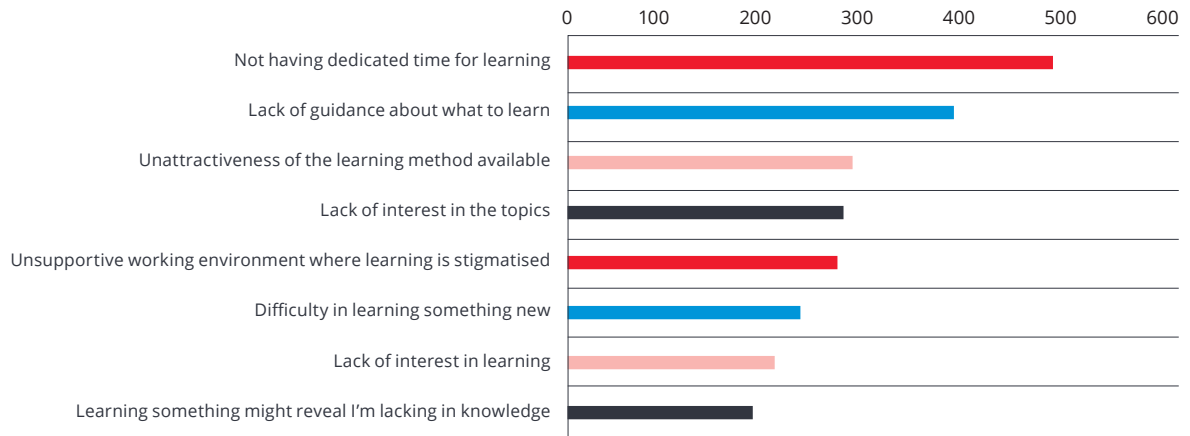 0 100 200 300 400 500 600
Not having dedicated time for learning
Lack of guidance about what to learn
Unattractiveness of the learning method available
Lack of interest in the topics
Unsupportive working environment where learning is stigmatised
Difficulty in learning something new
Lack of interest in learning
Learning something might reveal I’m lacking in knowledge